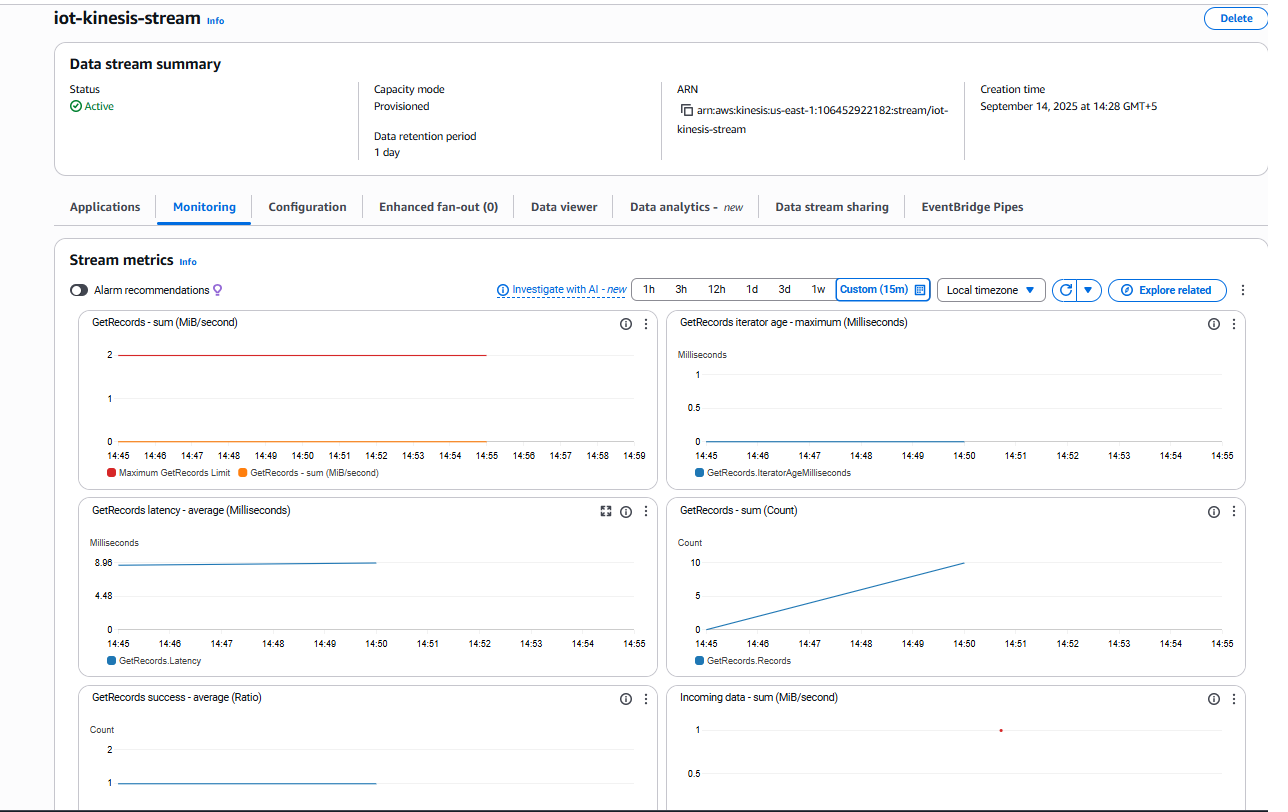 iot-kinesis-stream Info
Delete
Data stream summary
Status
Active
Capacity mode
Provisioned
Data retention period
1 day
ARN
arn:aws:kinesis:us-east-1:106452922182:stream/iot-
kinesis-stream
Creation time
September 14, 2025 at 14:28 GMT+5
Applications Monitoring Configuration Enhanced fan-out (0) Data viewer Data analytics - new Data stream sharing EventBridge Pipes
Stream metrics Info
Alarm recommendations
Investigate with AI - new 1h 3h 12h 1d 3d 1w Custom (15m) Local timezone Explore related
GetRecords - sum (MiB/second)
2
1
0
14:45 14:46 14:47 14:48 14:49 14:50 14:51 14:52 14:53 14:54 14:55 14:56 14:57 14:58 14:59
Maximum GetRecords Limit GetRecords - sum (MiB/second)
GetRecords iterator age - maximum (Milliseconds)
Milliseconds
1
0.5
0
14:45 14:46 14:47 14:48 14:49 14:50 14:51 14:52 14:53 14:54 14:55
GetRecords.IteratorAgeMilliseconds
GetRecords latency - average (Milliseconds)
Milliseconds
8.96
4.48
0
14:45 14:46 14:47 14:48 14:49 14:50 14:51 14:52 14:53 14:54 14:55
GetRecords.Latency
GetRecords - sum (Count)
Count
10
5
0
14:45 14:46 14:47 14:48 14:49 14:50 14:51 14:52 14:53 14:54 14:55
GetRecords.Records
GetRecords success - average (Ratio)
Count
2
1
Incoming data - sum (MiB/second)
1
0.5